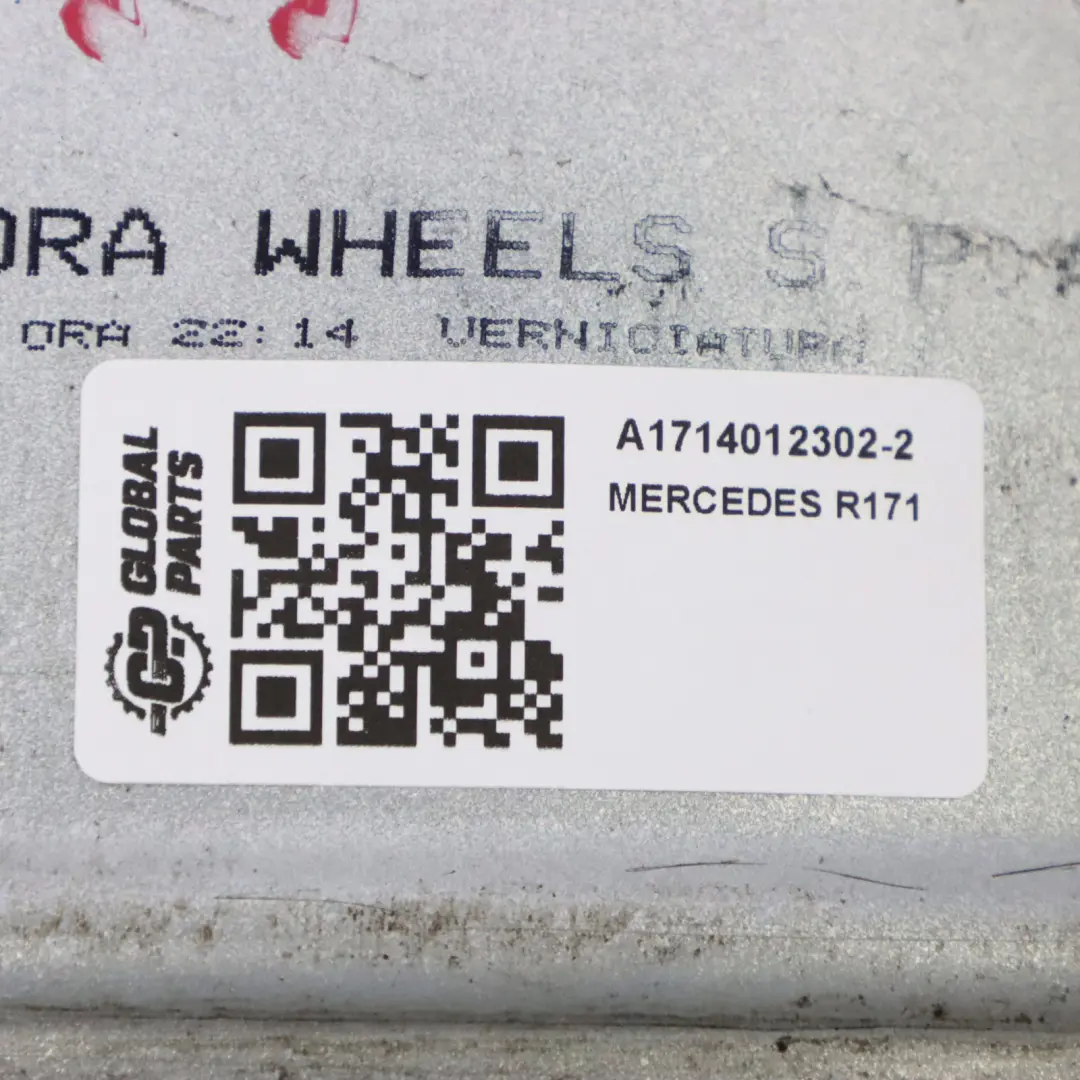 ORA WHEELS S.P
ORA 22:14 VERNICIATURA
GLOBAL
PARTS
A1714012302-2
MERCEDES R171